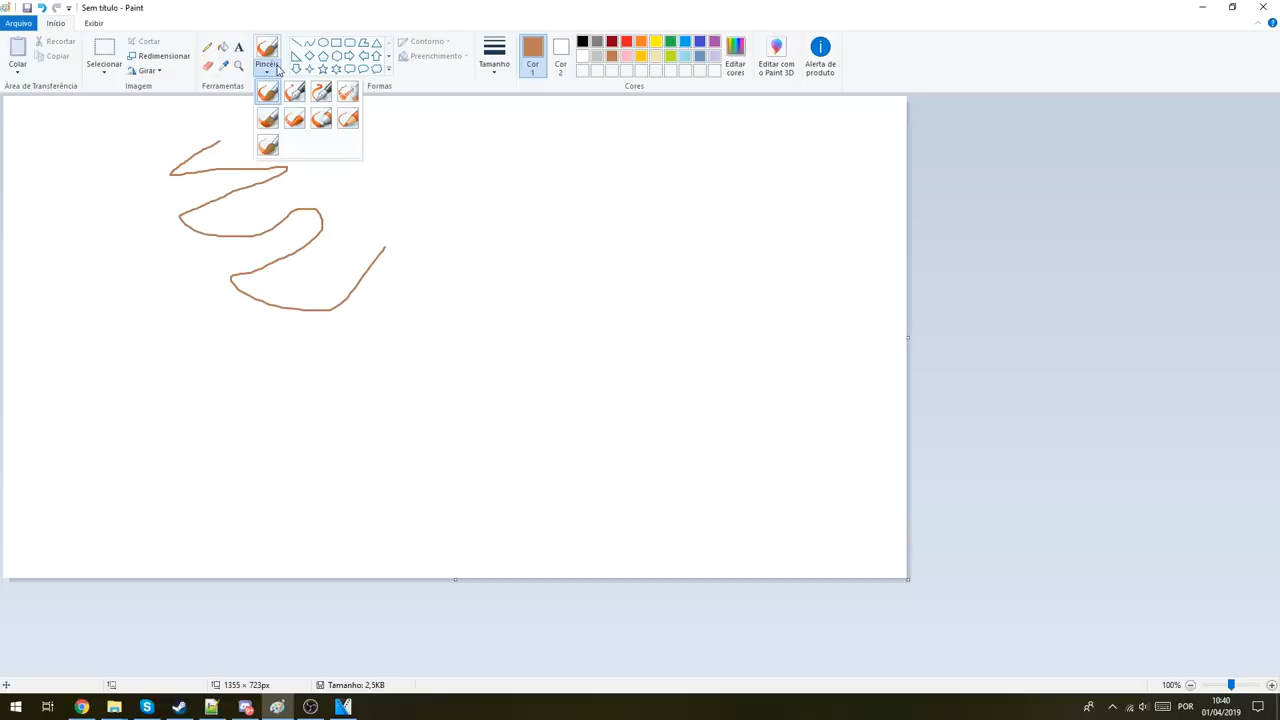 Sem título - Paint
Arquivo
Início
Exibir
Colar
Recortar
Copiar
Área de Transferência
Selecionar
Cortar
Redimensionar
Girar
Imagem
A
Ferramentas
Pincéis
Formas
Contorno
Preenchimento
Tamanho
Cor
1
Cor
2
Cores
Editar
cores
Editar com
o Paint 3D
Alerta de
produto
1355 × 723px
Tamanho: 2,5KB
100%
POR
10:40
01/04/2019